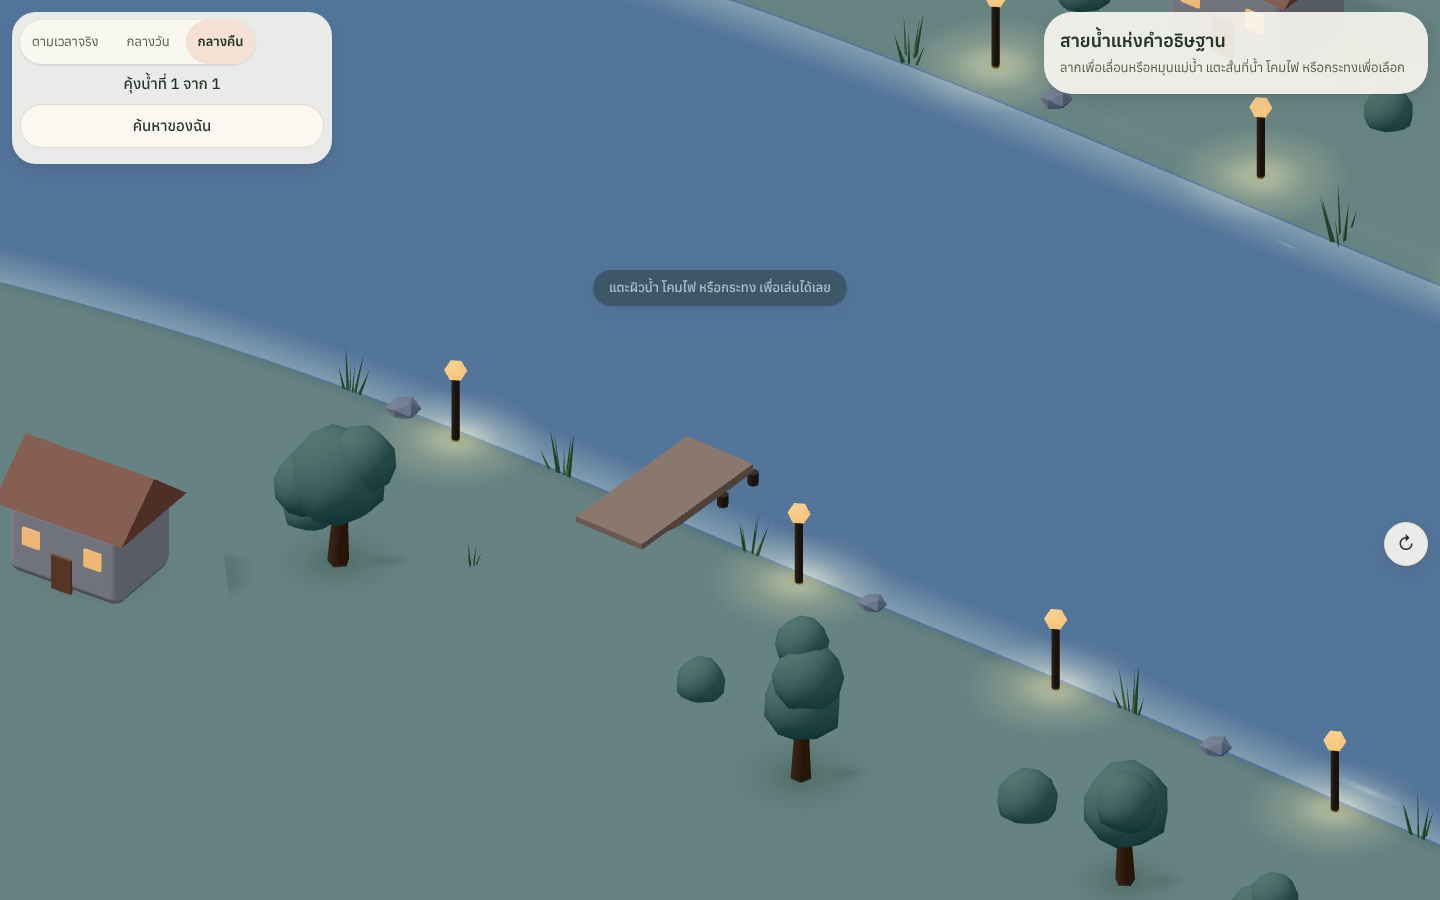 ตามเวลาจริง กลางวัน กลางคืน
คุ้งน้ำที่ 1 จาก 1
ค้นหาของฉัน
สายน้ำแห่งคำอธิษฐาน
ลากเพื่อเลื่อนหรือหมุนแม่น้ำ แตะสั้นที่น้ำ โคมไฟ หรือกระทงเพื่อเลือก
แตะผิวน้ำ โคมไฟ หรือกระทง เพื่อเล่นได้เลย